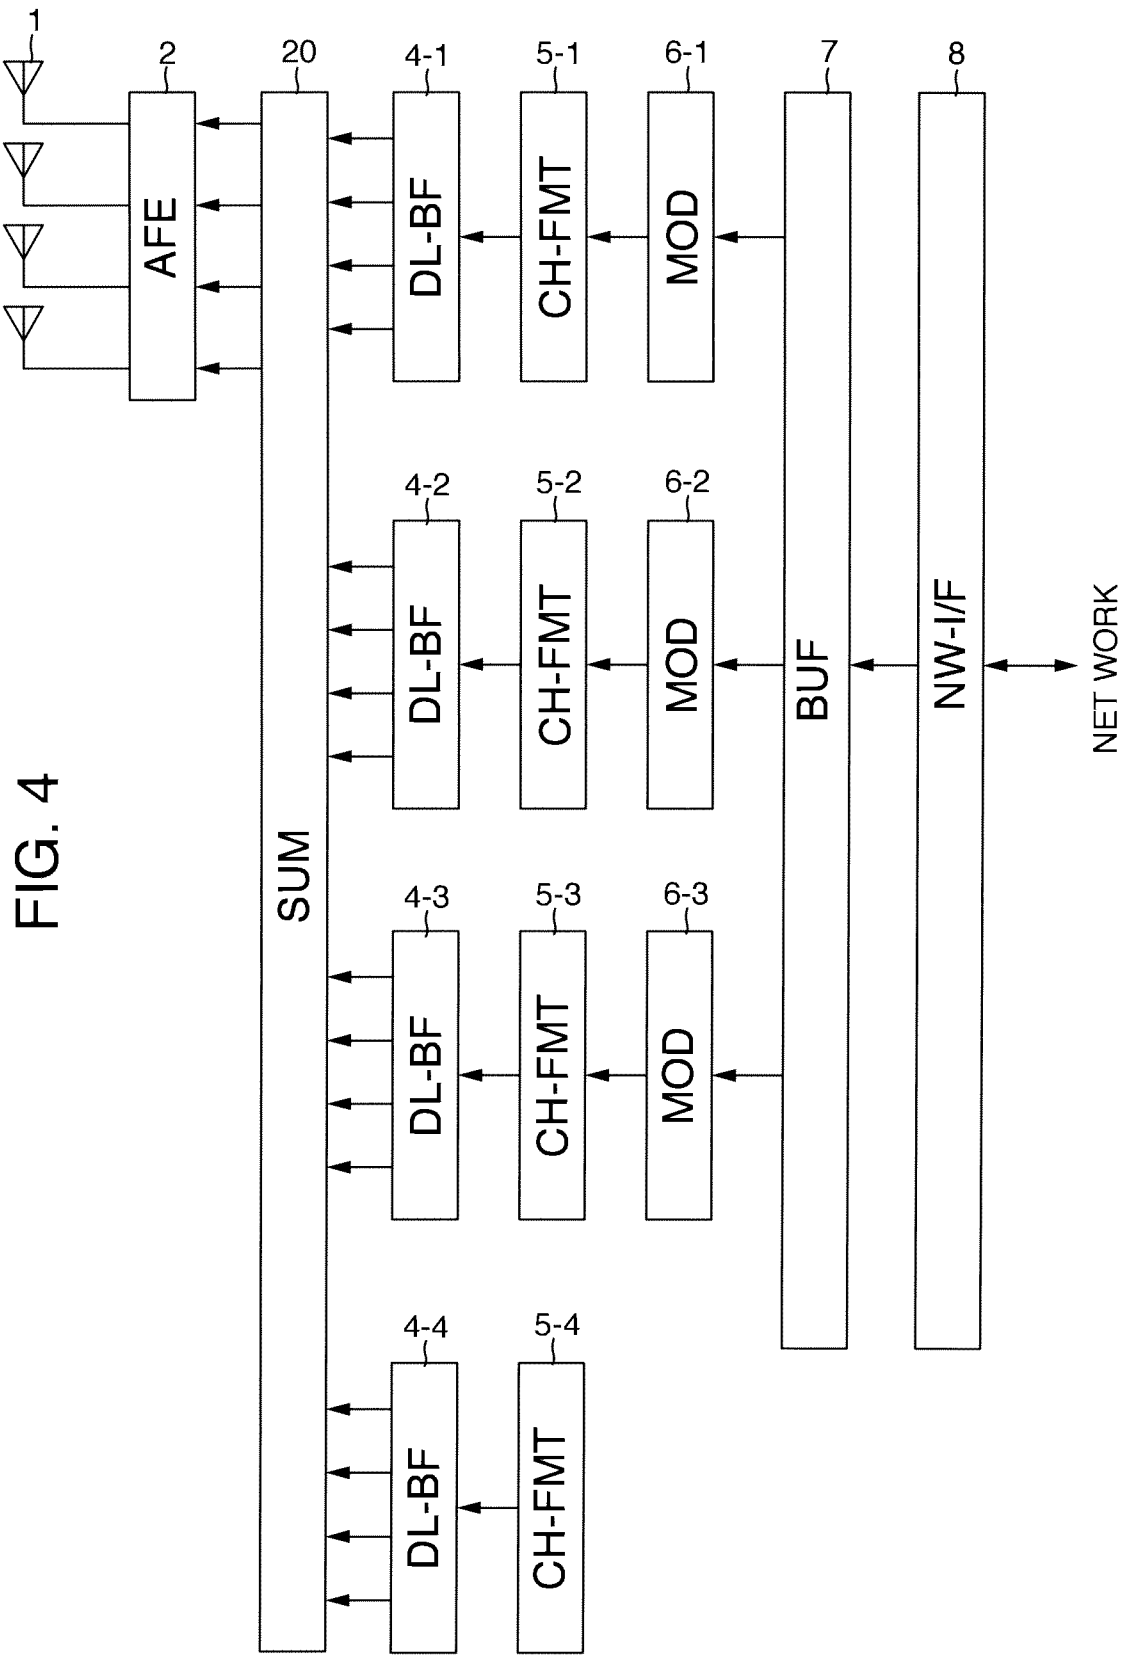 FIG. 4
1
2
20
4-1
5-1
6-1
7
8
AFE
SUM
DL-BF
CH-FMT
MOD
BUF
NW-I/F
NET WORK
4-2
5-2
6-2
DL-BF
CH-FMT
MOD
4-3
5-3
6-3
DL-BF
CH-FMT
MOD
4-4
5-4
DL-BF
CH-FMT